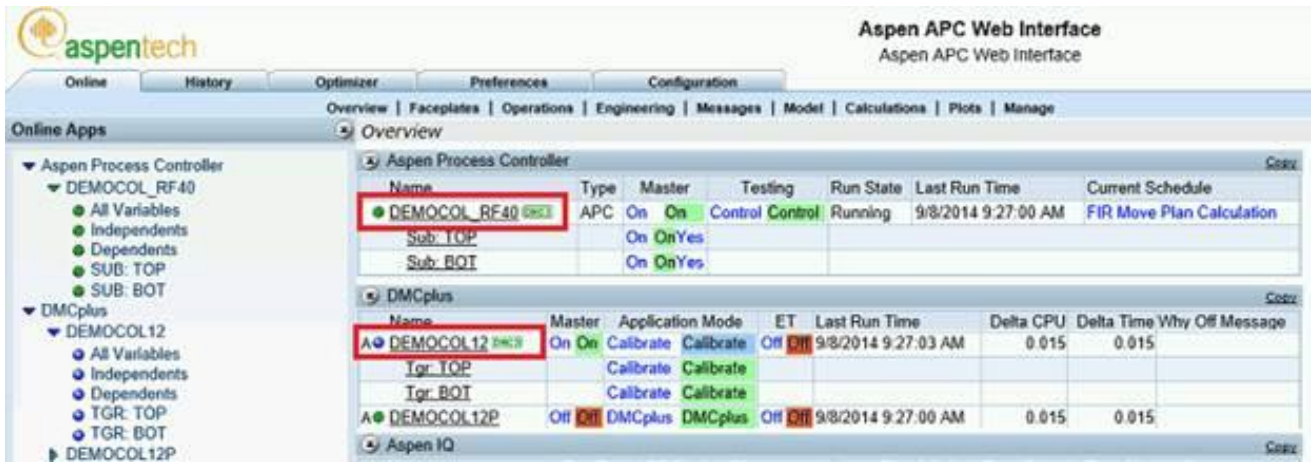 aspentech
Aspen APC Web Interface
Aspen APC Web Interface
Online History Optimizer Preferences Configuration
Overview | Faceplates | Operations | Engineering | Messages | Model | Calculations | Plots | Manage
Online Apps
Overview
Aspen Process Controller
DEMOCOL_RF40
All Variables
Independents
Dependents
SUB: TOP
SUB: BOT
DMCplus
DEMOCOL12
All Variables
Independents
Dependents
TGR: TOP
TGR: BOT
DEMOCOL12P
Aspen Process Controller Copy
Name Type Master Testing Run State Last Run Time Current Schedule
DEMOCOL_RF40 DMC3 APC On On Control Control Running 9/8/2014 9:27:00 AM FIR Move Plan Calculation
Sub: TOP On On Yes
Sub: BOT On On Yes
DMCplus Copy
Name Master Application Mode ET Last Run Time Delta CPU Delta Time Why Off Message
A DEMOCOL12 DMC3 On On Calibrate Calibrate Off Off 9/8/2014 9:27:03 AM 0.015 0.015
Tgr: TOP Calibrate Calibrate
Tgr: BOT Calibrate Calibrate
A DEMOCOL12P Off Off DMCplus DMCplus Off Off 9/8/2014 9:27:00 AM 0.015 0.015
Aspen IQ Copy